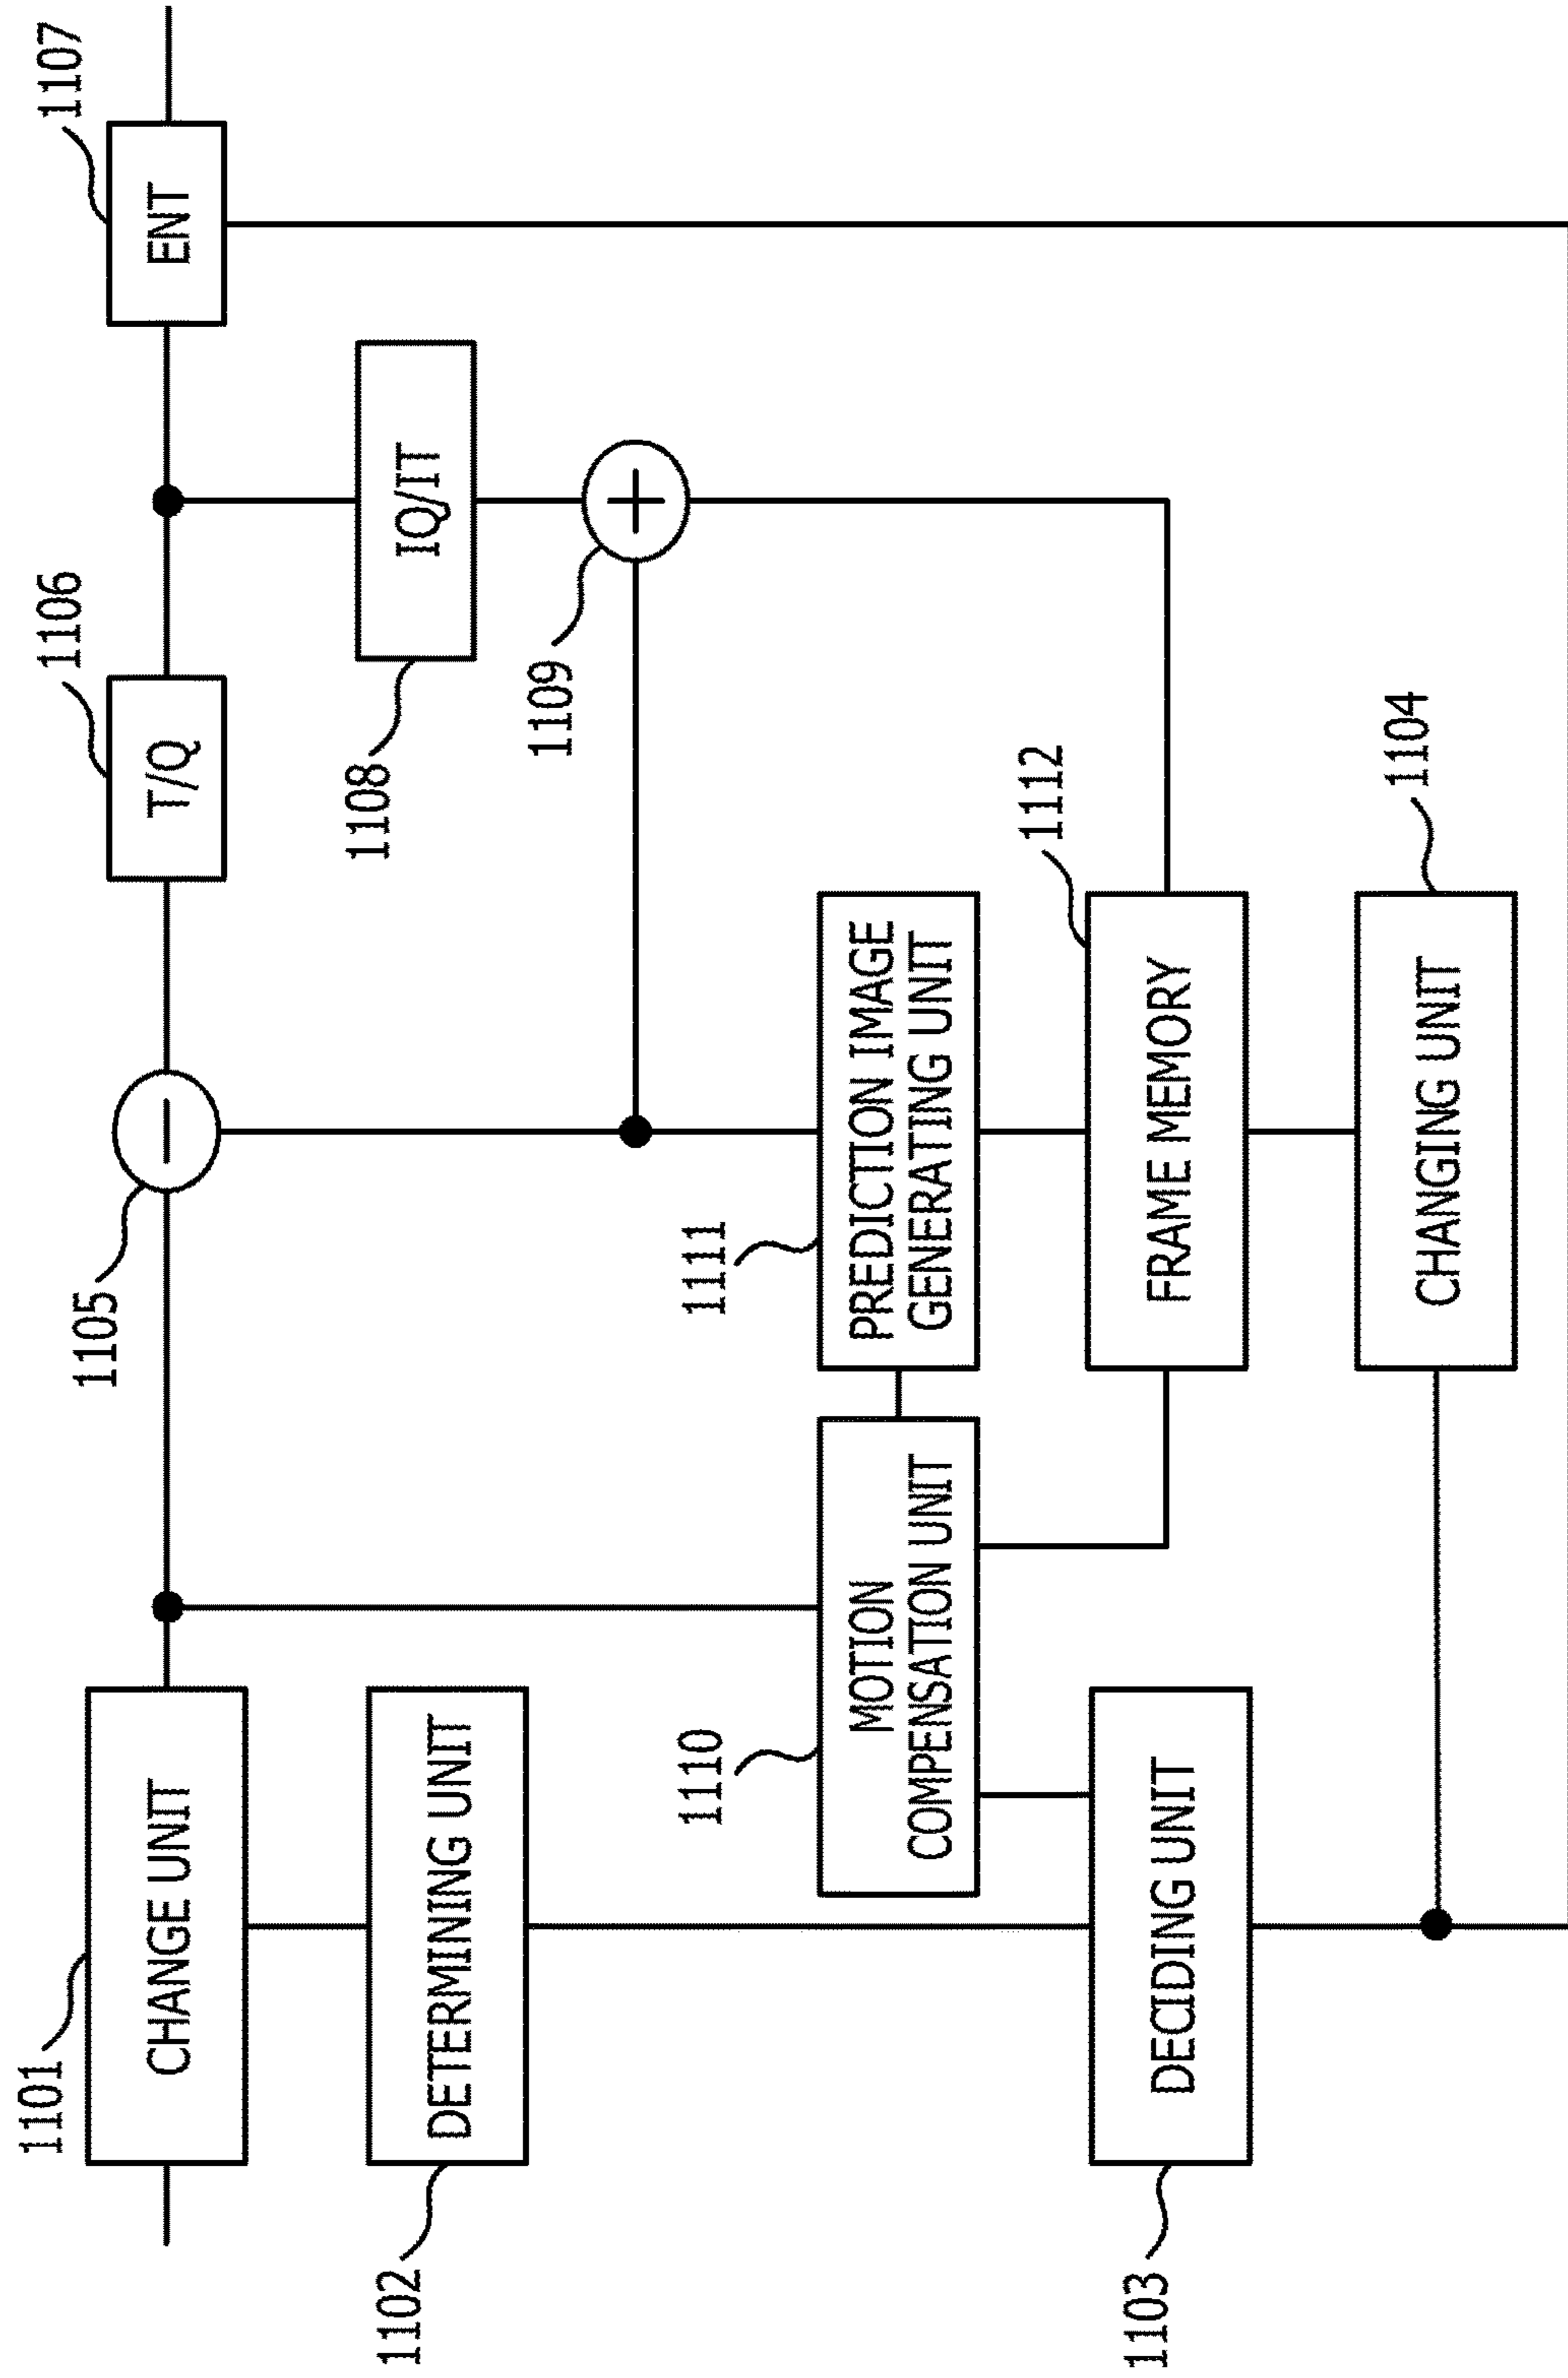 1101
CHANGE UNIT
1105
1106
T/Q
1107
ENT
1102
DETERMINING UNIT
1108
IQ/IT
1109
1110
MOTION
COMPENSATION UNIT
1111
PREDICTION IMAGE
GENERATING UNIT
1103
DECIDING UNIT
1112
FRAME MEMORY
1104
CHANGING UNIT